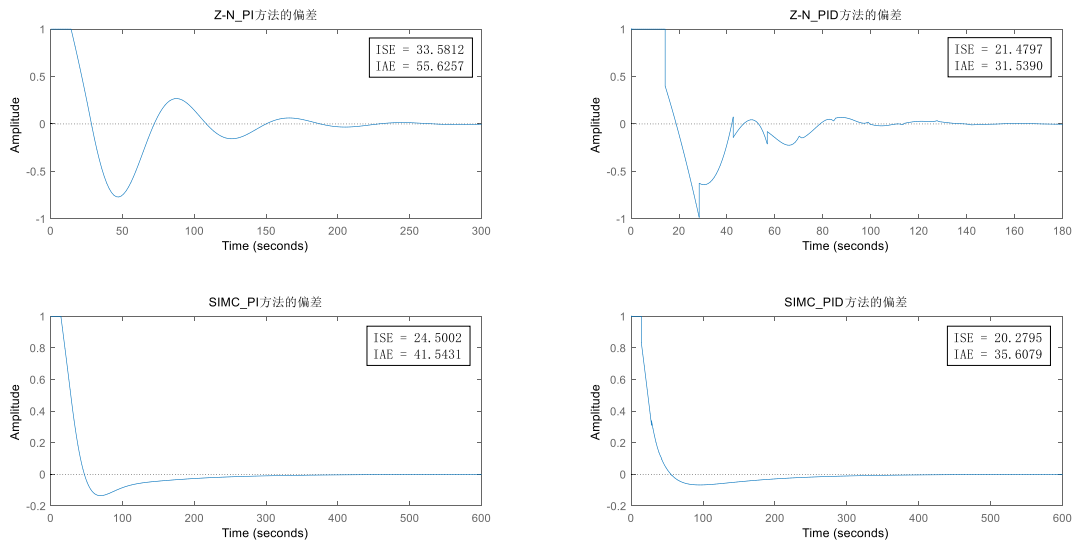 Z-N_PI方法的偏差
ISE = 33.5812
IAE = 55.6257
1
0.5
0
-0.5
-1
Amplitude
0 50 100 150 200 250 300
Time (seconds)
Z-N_PID方法的偏差
ISE = 21.4797
IAE = 31.5390
1
0.5
0
-0.5
-1
Amplitude
0 20 40 60 80 100 120 140 160 180
Time (seconds)
SIMC_PI方法的偏差
ISE = 24.5002
IAE = 41.5431
1
0.8
0.6
0.4
0.2
0
-0.2
Amplitude
0 100 200 300 400 500 600
Time (seconds)
SIMC_PID方法的偏差
ISE = 20.2795
IAE = 35.6079
1
0.8
0.6
0.4
0.2
0
-0.2
Amplitude
0 100 200 300 400 500 600
Time (seconds)